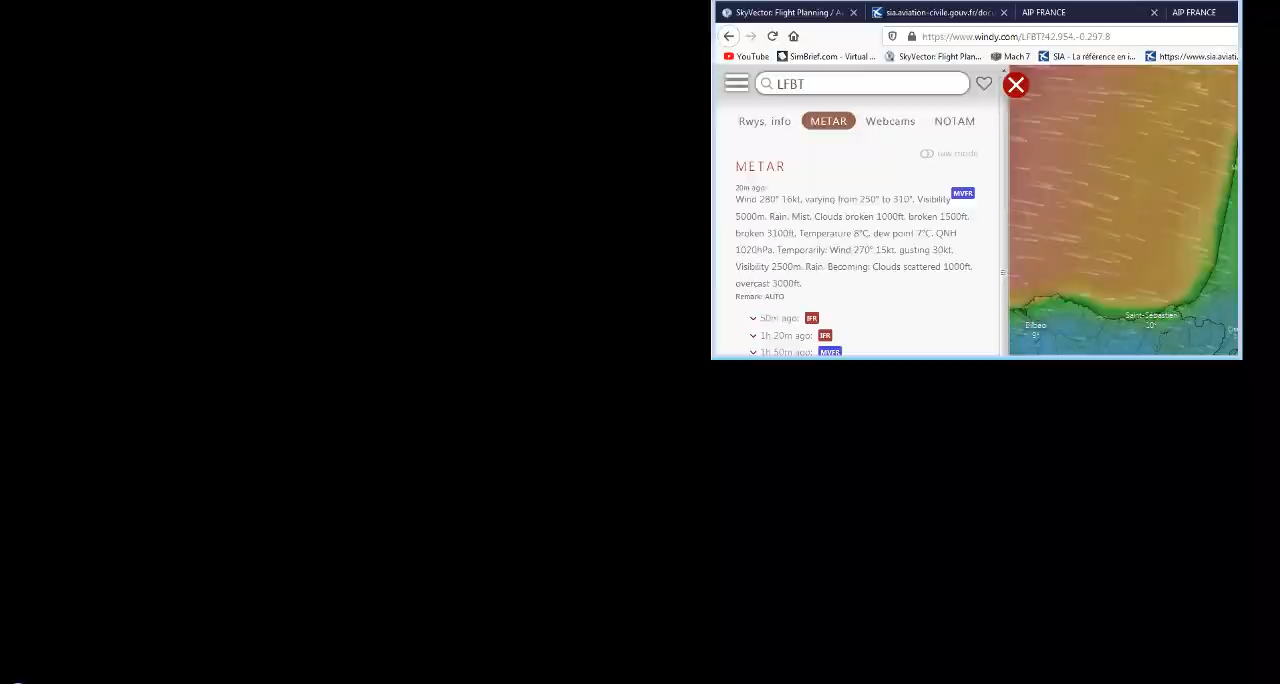 SkyVector: Flight Planning / A
sia.aviation-civile.gouv.fr/doc
AIP FRANCE
AIP FRANCE
https://www.windy.com/LFBT?42.954,-0.297,8
YouTube
SimBrief.com - Virtual ...
SkyVector: Flight Plan...
Mach 7
SIA - La référence en i...
https://www.sia.aviati
LFBT
Rwys, info
METAR
Webcams
NOTAM
raw mode
METAR
20m ago:
MVFR
Wind 280° 16kt, varying from 250° to 310°. Visibility
5000m. Rain. Mist. Clouds broken 1000ft, broken 1500ft,
broken 3100ft. Temperature 8°C, dew point 7°C. QNH
1020hPa. Temporarily: Wind 270° 15kt, gusting 30kt.
Visibility 2500m. Rain. Becoming: Clouds scattered 1000ft,
overcast 3000ft.
Remark: AUTO
50m ago: IFR
1h 20m ago: IFR
1h 50m ago: MVFR
Bilbao
9°
Saint-Sébastien
10°